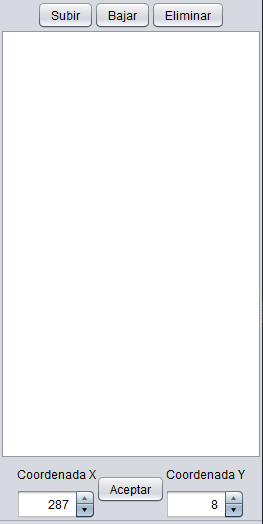 Subir Bajar Eliminar
Coordenada X Coordenada Y
Aceptar
287 8